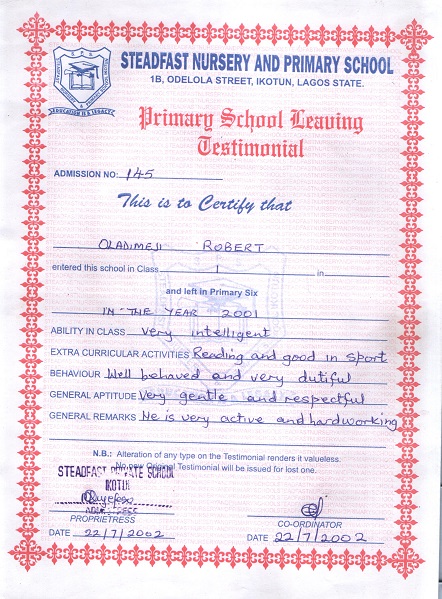 STEADFAST NURSERY AND PRIMARY SCHOOL
1B, ODELOLA STREET, IKOTUN, LAGOS STATE.
EDUCATION IS A LEGACY
Primary School Leaving
Testimonial
ADMISSION NO: 145
This is to Certify that
OLADIMEJI ROBERT
entered this school in Class 1 in
and left in Primary Six
IN THE YEAR 2001
ABILITY IN CLASS Very intelligent
EXTRA CURRICULAR ACTIVITIES Reading and good in sport
BEHAVIOUR Well behaved and very dutiful
GENERAL APTITUDE Very gentle and respectful
GENERAL REMARKS He is very active and hardworking
N.B.: Alteration of any type on the Testimonial renders it valueless.
No new Original Testimonial will be issued for lost one.
STEADFAST PRIVATE SCHOOL
IKOTUN
PROPRIETRESS
CO-ORDINATOR
DATE 22/7/2002
DATE 22/7/2002